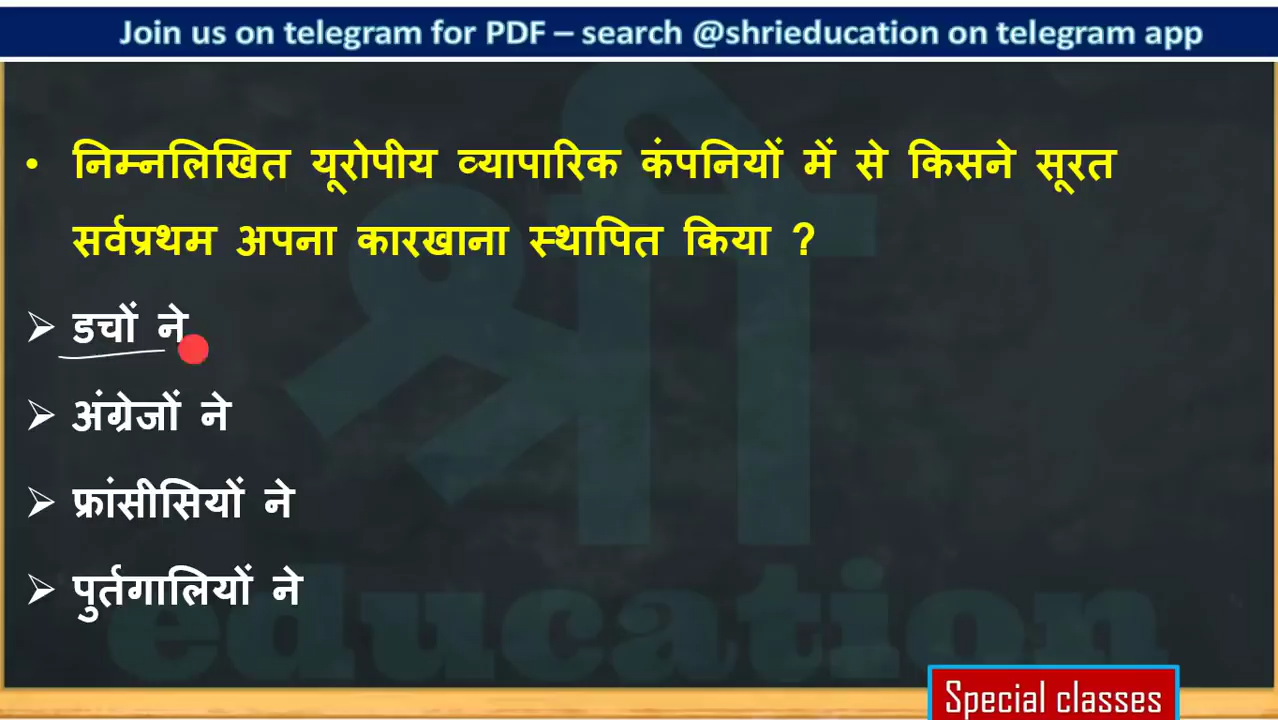 Join us on telegram for PDF – search @shrieducation on telegram app
• निम्नलिखित यूरोपीय व्यापारिक कंपनियों में से किसने सूरत
सर्वप्रथम अपना कारखाना स्थापित किया ?
➢ डचों ने
➢ अंग्रेजों ने
➢ फ्रांसीसियों ने
➢ पुर्तगालियों ने
श्री
education
Special classes